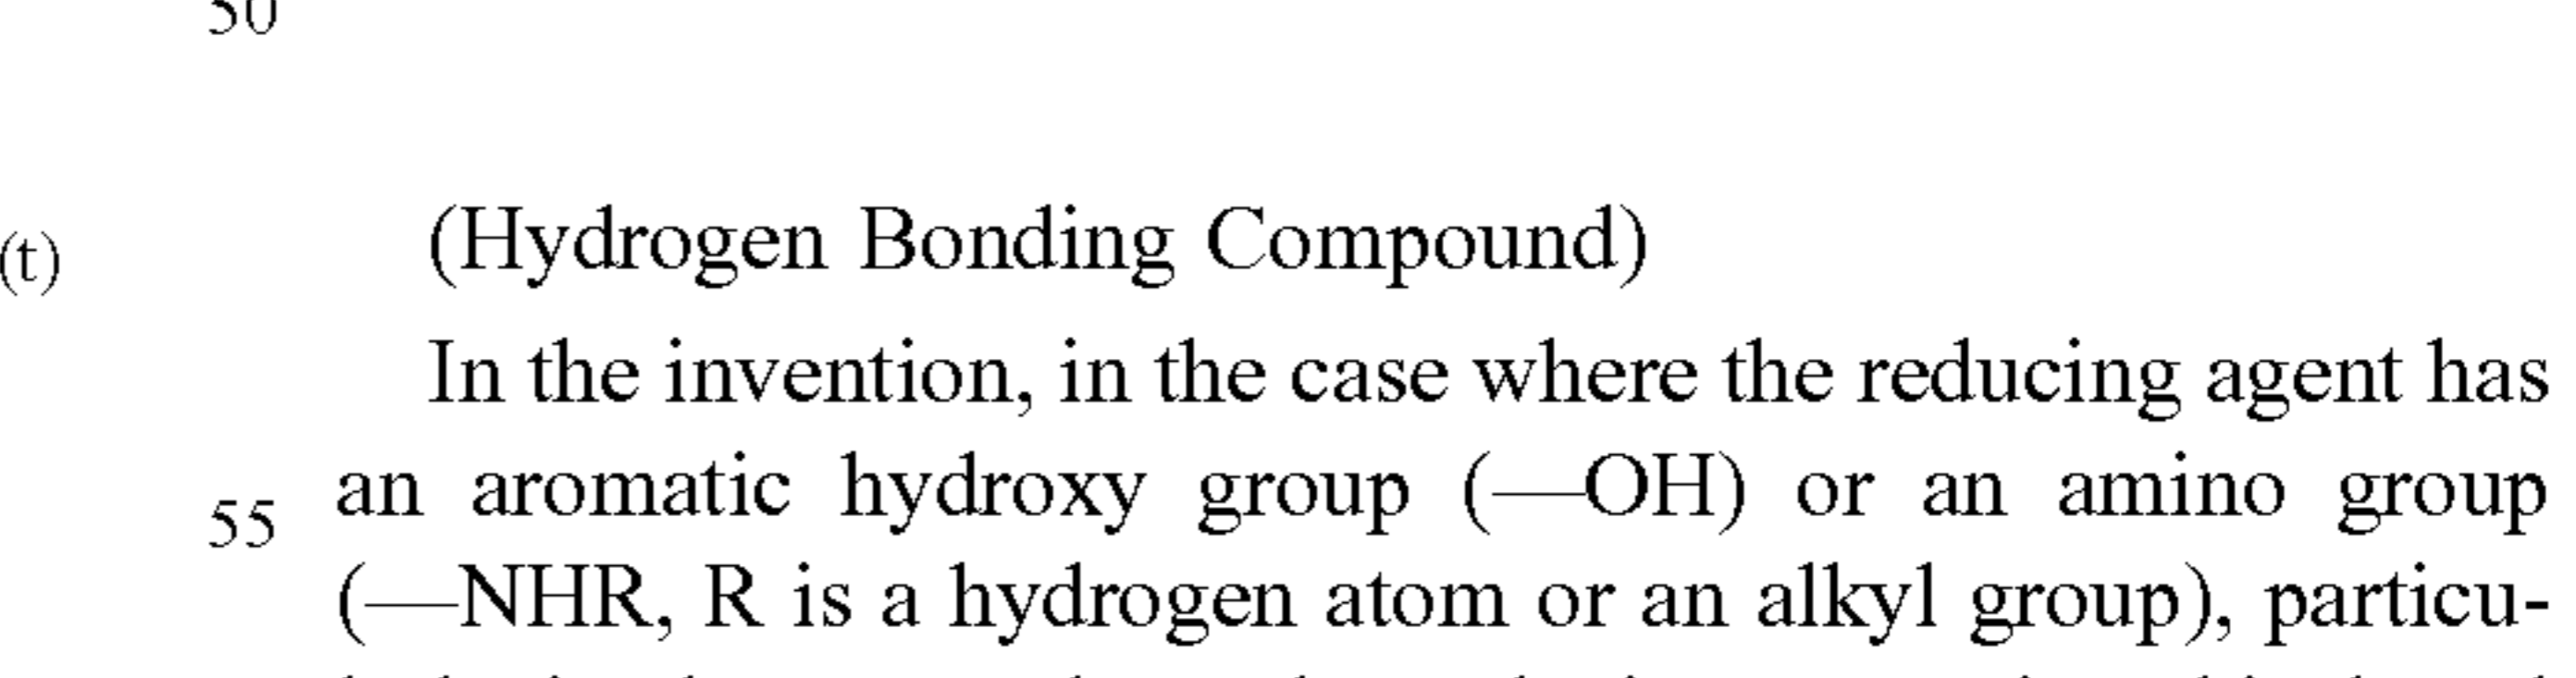 50
(t)
(Hydrogen Bonding Compound)
In the invention, in the case where the reducing agent has
55 an aromatic hydroxy group (—OH) or an amino group
(—NHR, R is a hydrogen atom or an alkyl group), particu-